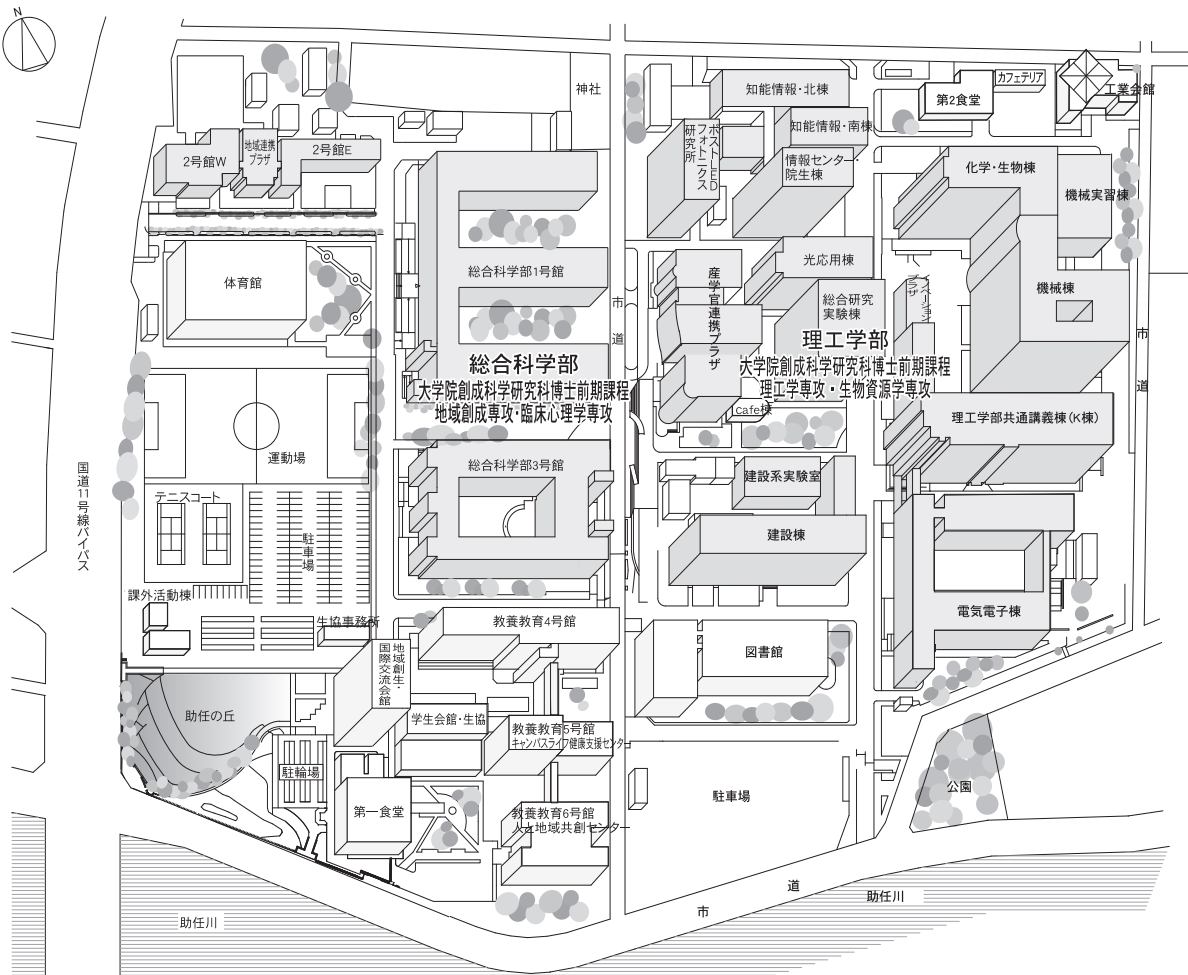 N
神社
知能情報・北棟
第2食堂
カフェテリア
工業会館
ポストLED
フォトニクス
研究所
知能情報・南棟
2号館W
地域連携
プラザ
2号館E
情報センター・
院生棟
化学・生物棟
機械実習棟
体育館
総合科学部1号館
市道
産学官連携プラザ
光応用棟
総合研究
実験棟
イノベーション
プラザ
機械棟
市道
総合科学部
大学院創成科学研究科博士前期課程
地域創成専攻・臨床心理学専攻
理工学部
大学院創成科学研究科博士前期課程
理工学専攻・生物資源学専攻
Cafe棟
理工学部共通講義棟(K棟)
国道11号線バイパス
運動場
総合科学部3号館
建設系実験室
テニスコート
駐車場
建設棟
課外活動棟
生協事務所
教養教育4号館
電気電子棟
地域創生・
国際交流会館
図書館
助任の丘
学生会館・生協
教養教育5号館
キャンパスライフ健康支援センター
駐輪場
第一食堂
駐車場
公園
教養教育6号館
人と地域共創センター
市道
助任川
助任川